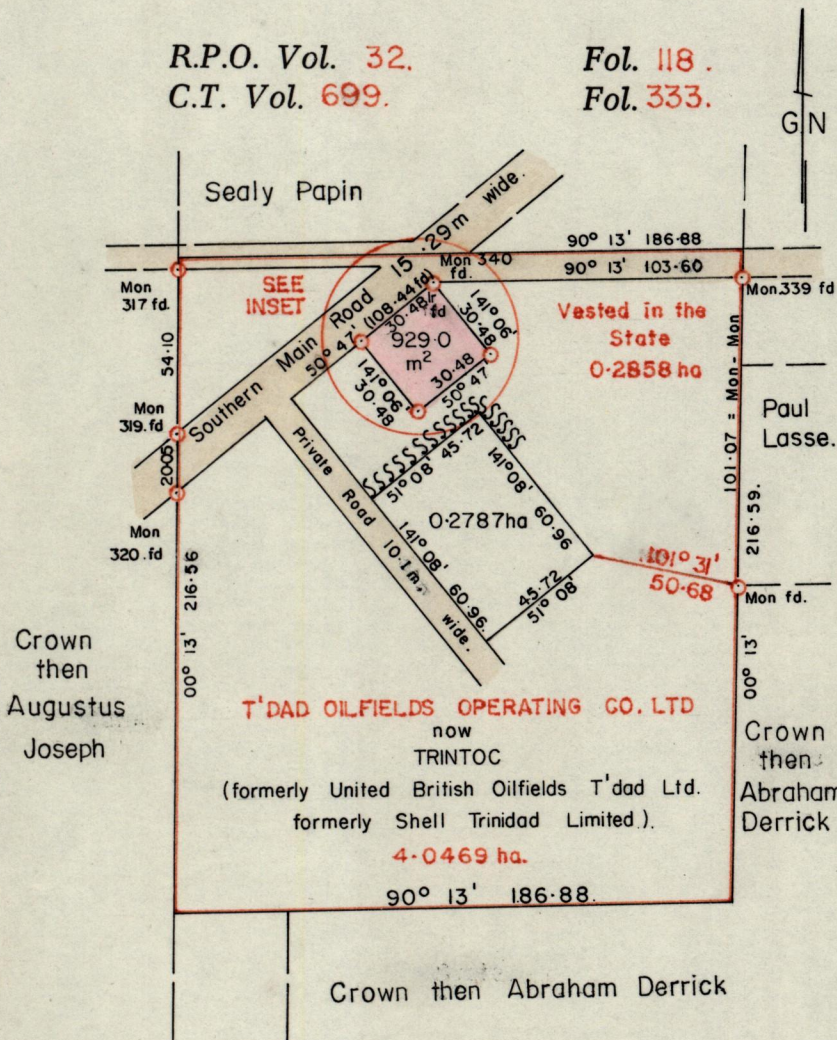 R.P.O. Vol. 32. Fol. 118.
C.T. Vol. 699. Fol. 333.
G N
Sealy Papin
15.29m wide.
90° 13' 186·88
Mon 340
fd.
90° 13' 103·60
Mon
317 fd.
SEE
INSET
Mon 339 fd
Southern Main Road
50° 47' (108·44 fd)
30·48
fd
141° 06'
30·48
929·0
m²
Vested in the
State
0·2858 ha
54·10
141° 06'
30·48
30·48
50° 47'
101·07 = Mon - Mon
Paul
Lasse.
Mon
319.fd
2005
SSSSSSSSSS
SSSSS
51° 08' 45·72
141° 08' 60·96
0·2787ha
Private Road 10·1m. wide.
141° 08' 60·96
216·59.
Mon
320.fd
101° 31'
50·68
Mon fd.
45·72
51° 08'
00° 13' 216·56
00° 13'
Crown
then
Augustus
Joseph
T'DAD OILFIELDS OPERATING CO. LTD
now
TRINTOC
(formerly United British Oilfields T'dad Ltd.
formerly Shell Trinidad Limited.).
4·0469 ha.
Crown
then
Abraham
Derrick
90° 13' 186·88.
Crown then Abraham Derrick